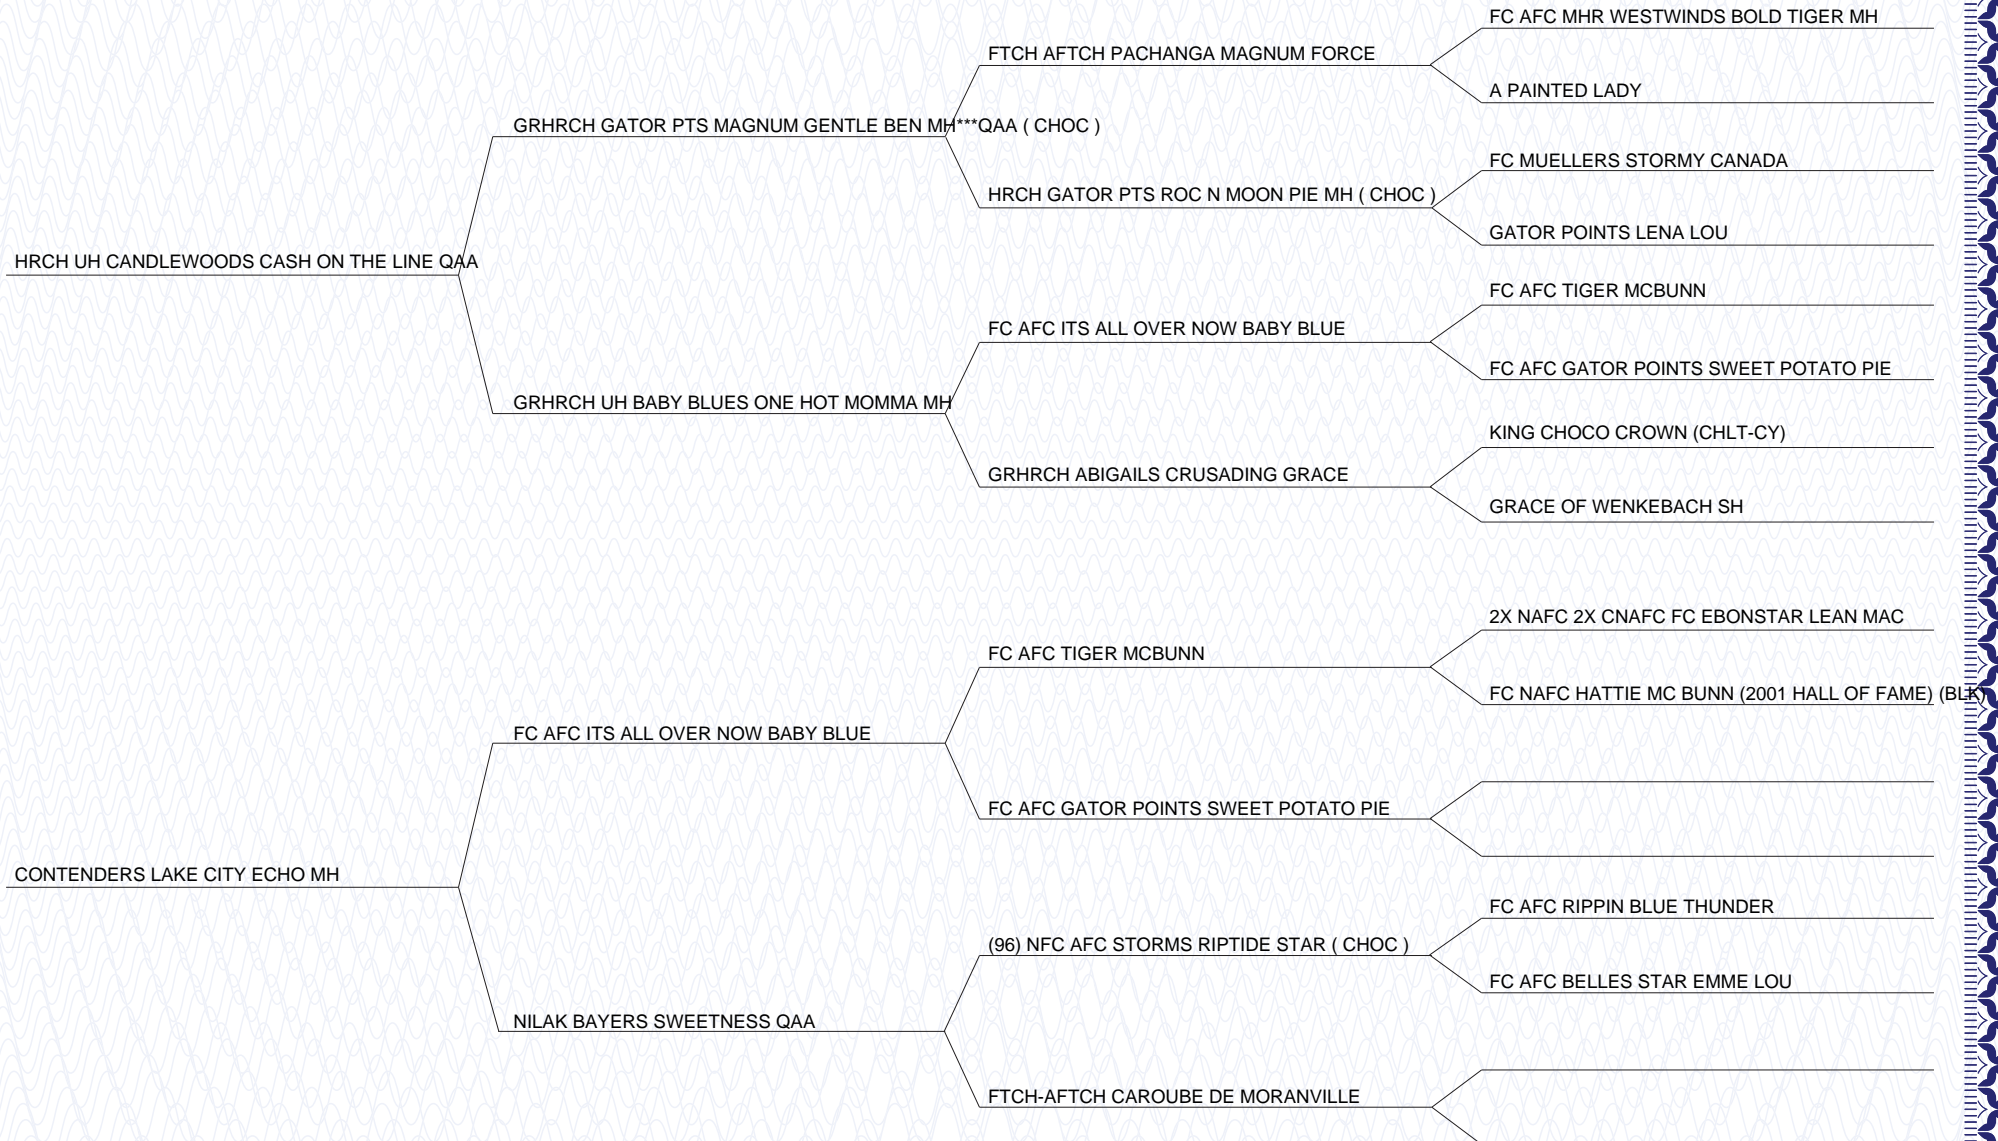 FC AFC MHR WESTWINDS BOLD TIGER MH
FTCH AFTCH PACHANGA MAGNUM FORCE
A PAINTED LADY
GRHRCH GATOR PTS MAGNUM GENTLE BEN MH***QAA ( CHOC )
FC MUELLERS STORMY CANADA
HRCH GATOR PTS ROC N MOON PIE MH ( CHOC )
GATOR POINTS LENA LOU
HRCH UH CANDLEWOODS CASH ON THE LINE QAA
FC AFC TIGER MCBUNN
FC AFC ITS ALL OVER NOW BABY BLUE
FC AFC GATOR POINTS SWEET POTATO PIE
GRHRCH UH BABY BLUES ONE HOT MOMMA MH
KING CHOCO CROWN (CHLT-CY)
GRHRCH ABIGAILS CRUSADING GRACE
GRACE OF WENKEBACH SH
2X NAFC 2X CNAFC FC EBONSTAR LEAN MAC
FC AFC TIGER MCBUNN
FC NAFC HATTIE MC BUNN (2001 HALL OF FAME) (BLK)
FC AFC ITS ALL OVER NOW BABY BLUE
FC AFC GATOR POINTS SWEET POTATO PIE
CONTENDERS LAKE CITY ECHO MH
FC AFC RIPPIN BLUE THUNDER
(96) NFC AFC STORMS RIPTIDE STAR ( CHOC )
FC AFC BELLES STAR EMME LOU
NILAK BAYERS SWEETNESS QAA
FTCH-AFTCH CAROUBE DE MORANVILLE